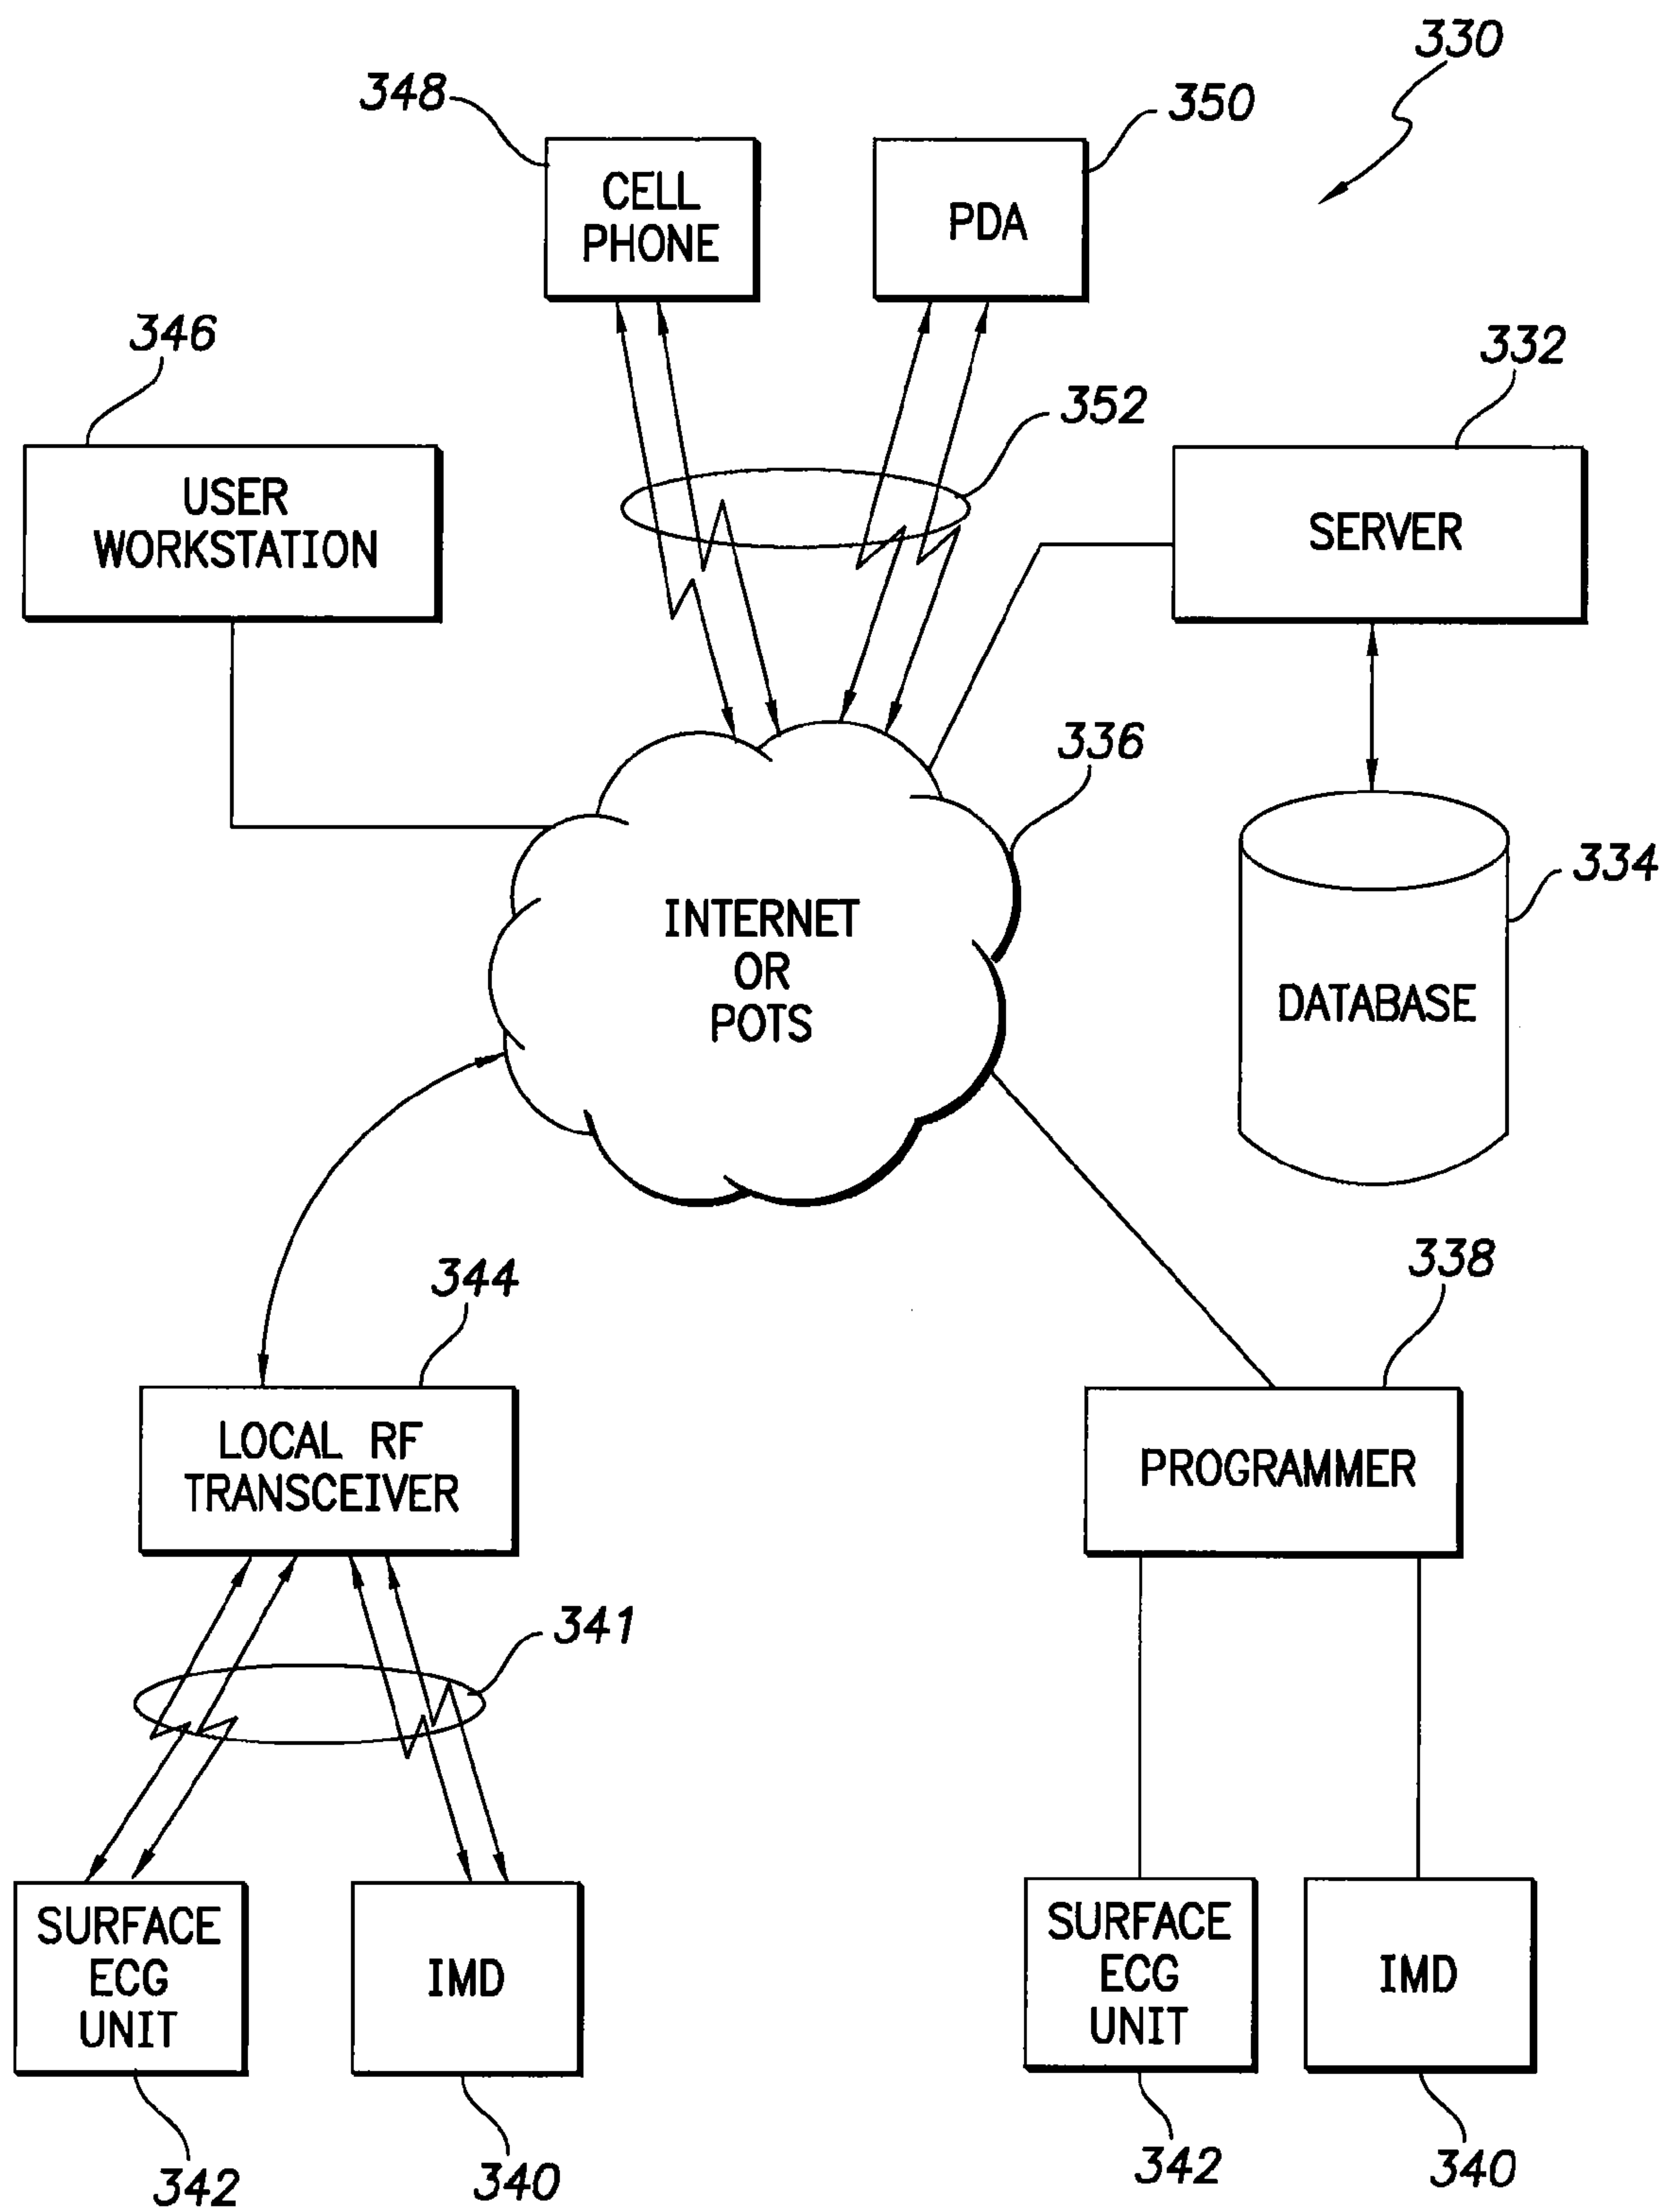 330
348
350
CELL
PHONE
PDA
346
332
352
USER
WORKSTATION
SERVER
336
334
INTERNET
OR
POTS
DATABASE
344
338
LOCAL RF
TRANSCEIVER
PROGRAMMER
341
SURFACE
ECG
UNIT
IMD
SURFACE
ECG
UNIT
IMD
342
340
342
340